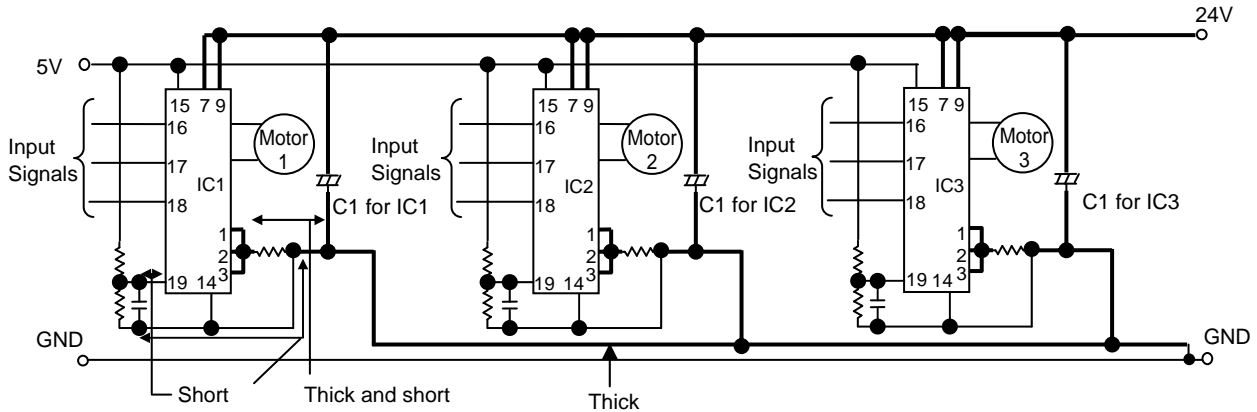 24V
5V
15 7 9
15 7 9
15 7 9
16
Motor
1
16
Motor
2
16
Motor
3
Input
Signals
17
Input
Signals
17
Input
Signals
17
IC1
IC2
IC3
18
C1 for IC1
18
C1 for IC2
18
C1 for IC3
1
2
3
1
2
3
1
2
3
19 14
19 14
19 14
GND
GND
Short
Thick and short
Thick